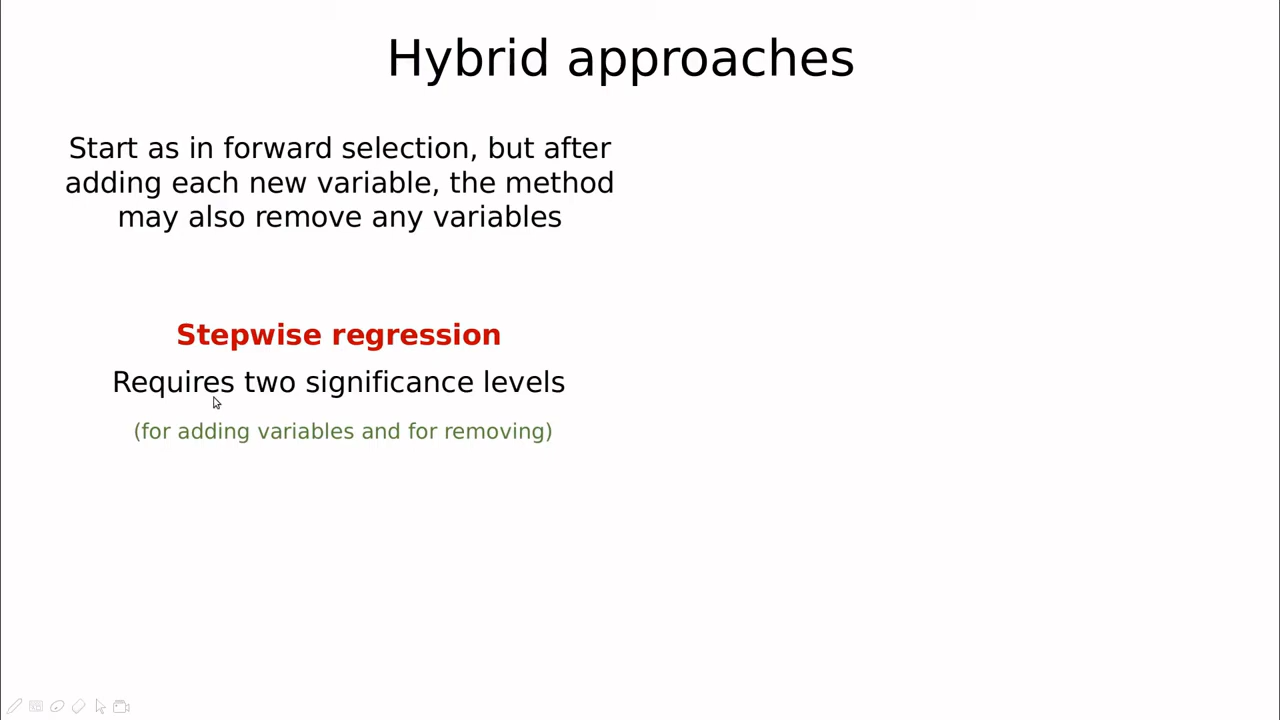 Hybrid approaches
Start as in forward selection, but after
adding each new variable, the method
may also remove any variables
Stepwise regression
Requires two significance levels
(for adding variables and for removing)